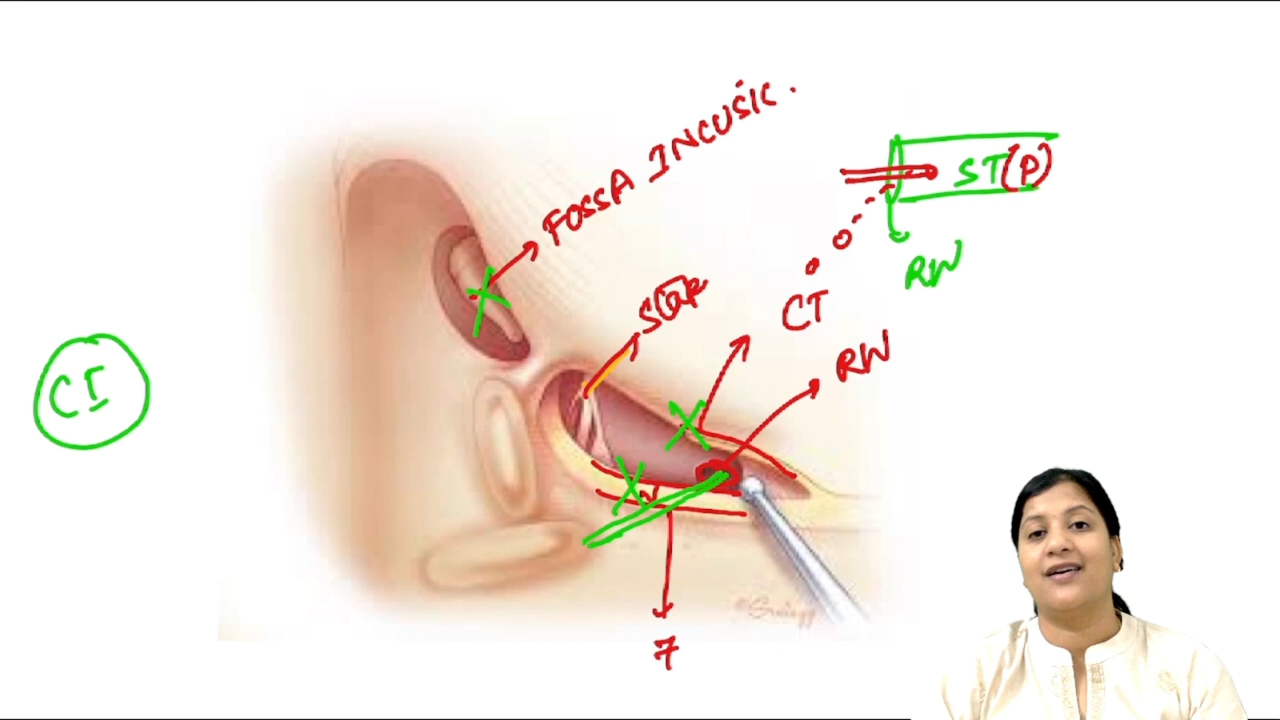 FOSSA INCUSIC.
ST(P)
RW
CT
RW
CI
7